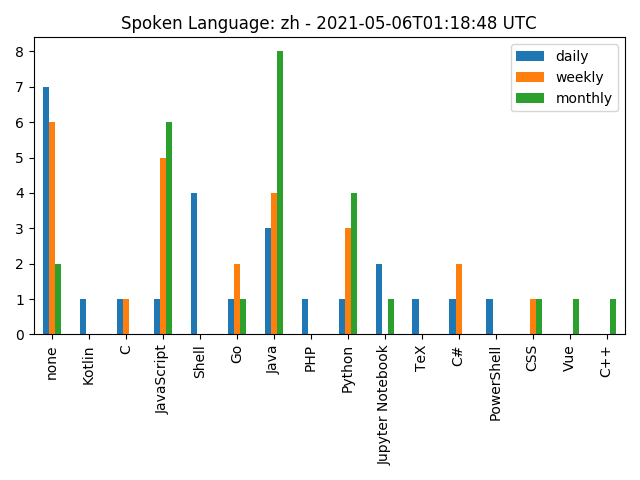 Spoken Language: zh - 2021-05-06T01:18:48 UTC
daily
weekly
monthly
8
7
6
5
4
3
2
1
0
none
Kotlin
C
JavaScript
Shell
Go
Java
PHP
Python
Jupyter Notebook
TeX
C#
PowerShell
CSS
Vue
C++